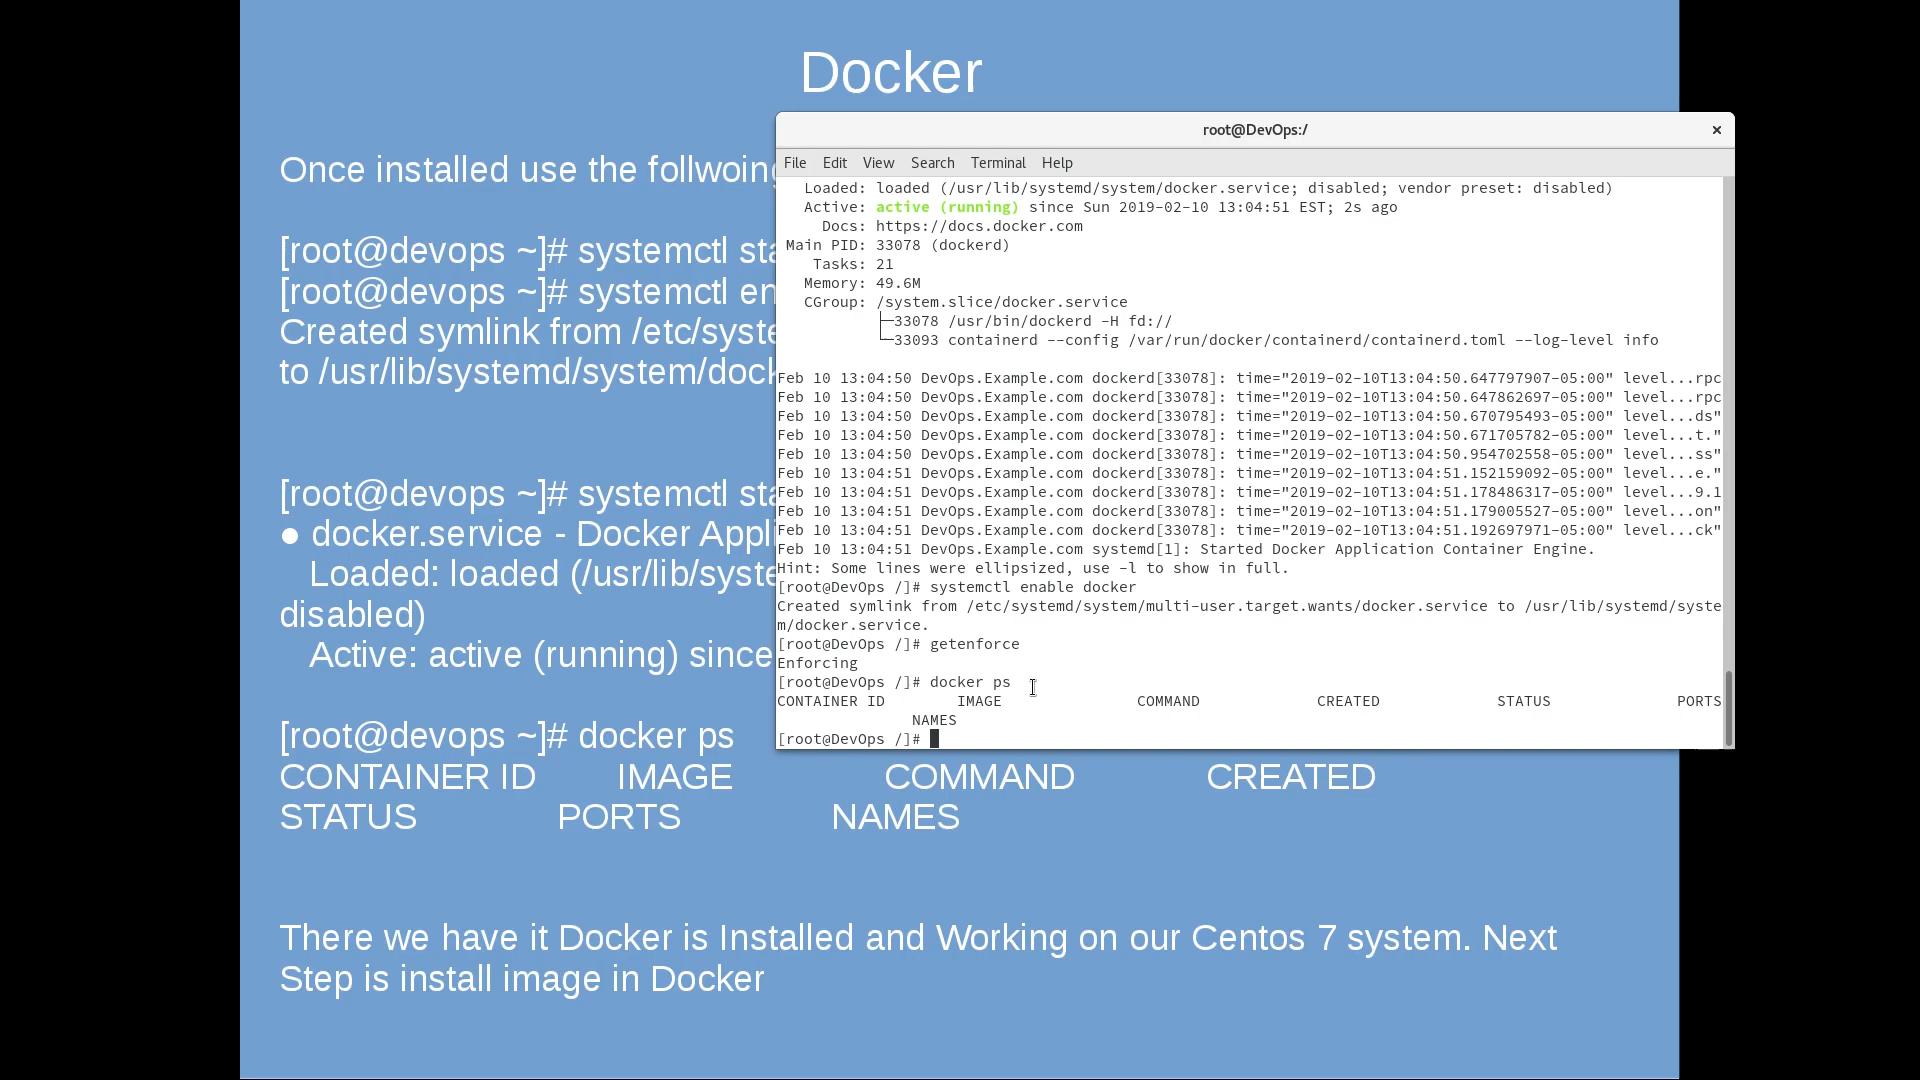 Docker
Once installed use the follwoing
[root@devops ~]# systemctl sta
[root@devops ~]# systemctl en
Created symlink from /etc/syste
to /usr/lib/systemd/system/dock
[root@devops ~]# systemctl sta
● docker.service - Docker Appli
Loaded: loaded (/usr/lib/syste
disabled)
Active: active (running) since
[root@devops ~]# docker ps
CONTAINER ID IMAGE COMMAND CREATED
STATUS PORTS NAMES
There we have it Docker is Installed and Working on our Centos 7 system. Next
Step is install image in Docker
root@DevOps:/
File Edit View Search Terminal Help
Loaded: loaded (/usr/lib/systemd/system/docker.service; disabled; vendor preset: disabled)
Active: active (running) since Sun 2019-02-10 13:04:51 EST; 2s ago
Docs: https://docs.docker.com
Main PID: 33078 (dockerd)
Tasks: 21
Memory: 49.6M
CGroup: /system.slice/docker.service
├─33078 /usr/bin/dockerd -H fd://
└─33093 containerd --config /var/run/docker/containerd/containerd.toml --log-level info
Feb 10 13:04:50 DevOps.Example.com dockerd[33078]: time="2019-02-10T13:04:50.647797907-05:00" level...rpc
Feb 10 13:04:50 DevOps.Example.com dockerd[33078]: time="2019-02-10T13:04:50.647862697-05:00" level...rpc
Feb 10 13:04:50 DevOps.Example.com dockerd[33078]: time="2019-02-10T13:04:50.670795493-05:00" level...ds"
Feb 10 13:04:50 DevOps.Example.com dockerd[33078]: time="2019-02-10T13:04:50.671705782-05:00" level...t."
Feb 10 13:04:50 DevOps.Example.com dockerd[33078]: time="2019-02-10T13:04:50.954702558-05:00" level...ss"
Feb 10 13:04:51 DevOps.Example.com dockerd[33078]: time="2019-02-10T13:04:51.152159092-05:00" level...e."
Feb 10 13:04:51 DevOps.Example.com dockerd[33078]: time="2019-02-10T13:04:51.178486317-05:00" level...9.1
Feb 10 13:04:51 DevOps.Example.com dockerd[33078]: time="2019-02-10T13:04:51.179005527-05:00" level...on"
Feb 10 13:04:51 DevOps.Example.com dockerd[33078]: time="2019-02-10T13:04:51.192697971-05:00" level...ck"
Feb 10 13:04:51 DevOps.Example.com systemd[1]: Started Docker Application Container Engine.
Hint: Some lines were ellipsized, use -l to show in full.
[root@DevOps /]# systemctl enable docker
Created symlink from /etc/systemd/system/multi-user.target.wants/docker.service to /usr/lib/systemd/syste
m/docker.service.
[root@DevOps /]# getenforce
Enforcing
[root@DevOps /]# docker ps
CONTAINER ID IMAGE COMMAND CREATED STATUS PORTS
NAMES
[root@DevOps /]#